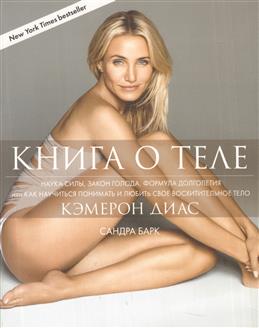 New York Times bestseller
КНИГА О ТЕЛЕ
НАУКА СИЛЫ, ЗАКОН ГОЛОДА, ФОРМУЛА ДОЛГОЛЕТИЯ
или КАК НАУЧИТЬСЯ ПОНИМАТЬ И ЛЮБИТЬ СВОЕ ВОСХИТИТЕЛЬНОЕ ТЕЛО
КЭМЕРОН ДИАС
САНДРА БАРК